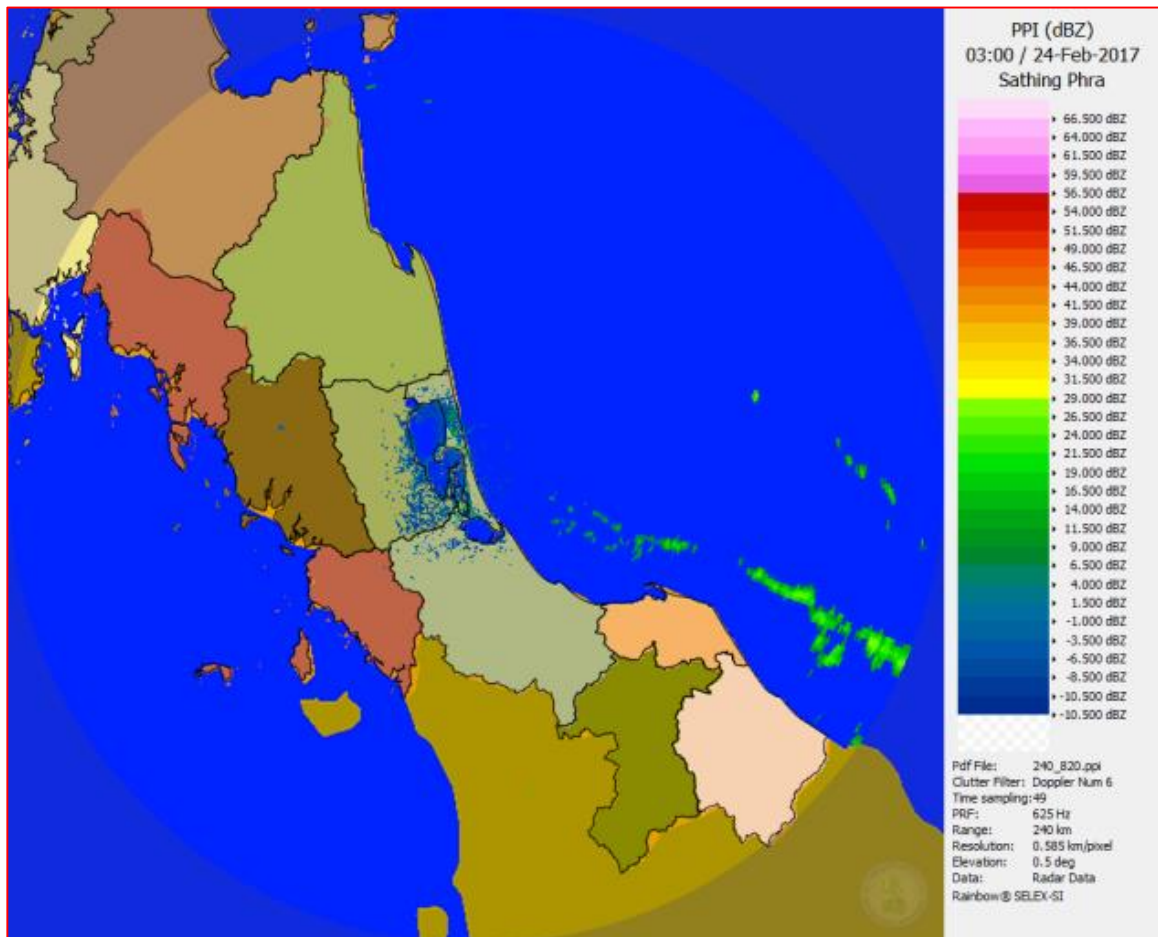 PPI (dBZ)
03:00 / 24-Feb-2017
Sathing Phra
66.500 dBZ
64.000 dBZ
61.500 dBZ
59.500 dBZ
56.500 dBZ
54.000 dBZ
51.500 dBZ
49.000 dBZ
46.500 dBZ
44.000 dBZ
41.500 dBZ
39.000 dBZ
36.500 dBZ
34.000 dBZ
31.500 dBZ
29.000 dBZ
26.500 dBZ
24.000 dBZ
21.500 dBZ
19.000 dBZ
16.500 dBZ
14.000 dBZ
11.500 dBZ
9.000 dBZ
6.500 dBZ
4.000 dBZ
1.500 dBZ
-1.000 dBZ
-3.500 dBZ
-6.500 dBZ
-8.500 dBZ
-10.500 dBZ
-10.500 dBZ
Pdf File: 240_820.ppi
Clutter Filter: Doppler Num 6
Time sampling:49
PRF: 625 Hz
Range: 240 km
Resolution: 0.585 km/pixel
Elevation: 0.5 deg
Data: Radar Data
Rainbow® SELEX-SI